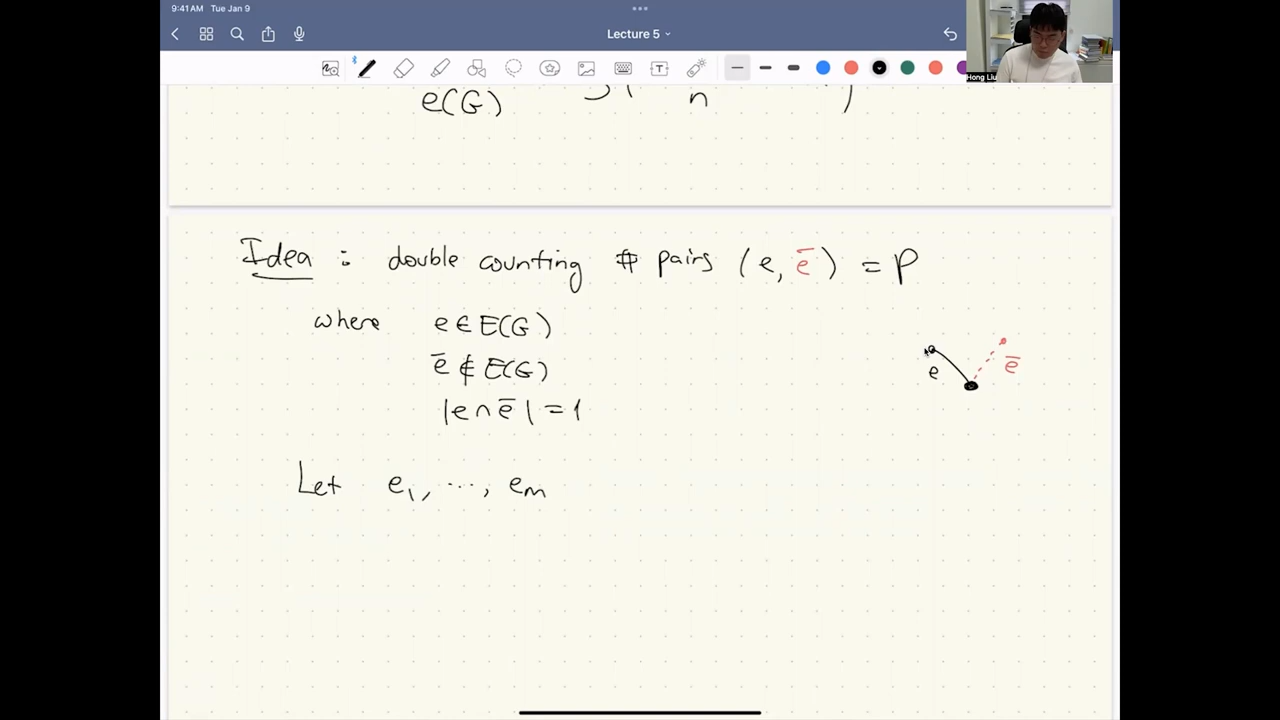 9:41 AM Tue Jan 9
Lecture 5
Hong Liu
e(G)
n
Idea : double counting # pairs (e, ē) = P
where e ∈ E(G)
ē ∉ E(G)
|e ∩ ē| = 1
e
ē
Let e₁, ⋯, eₘ